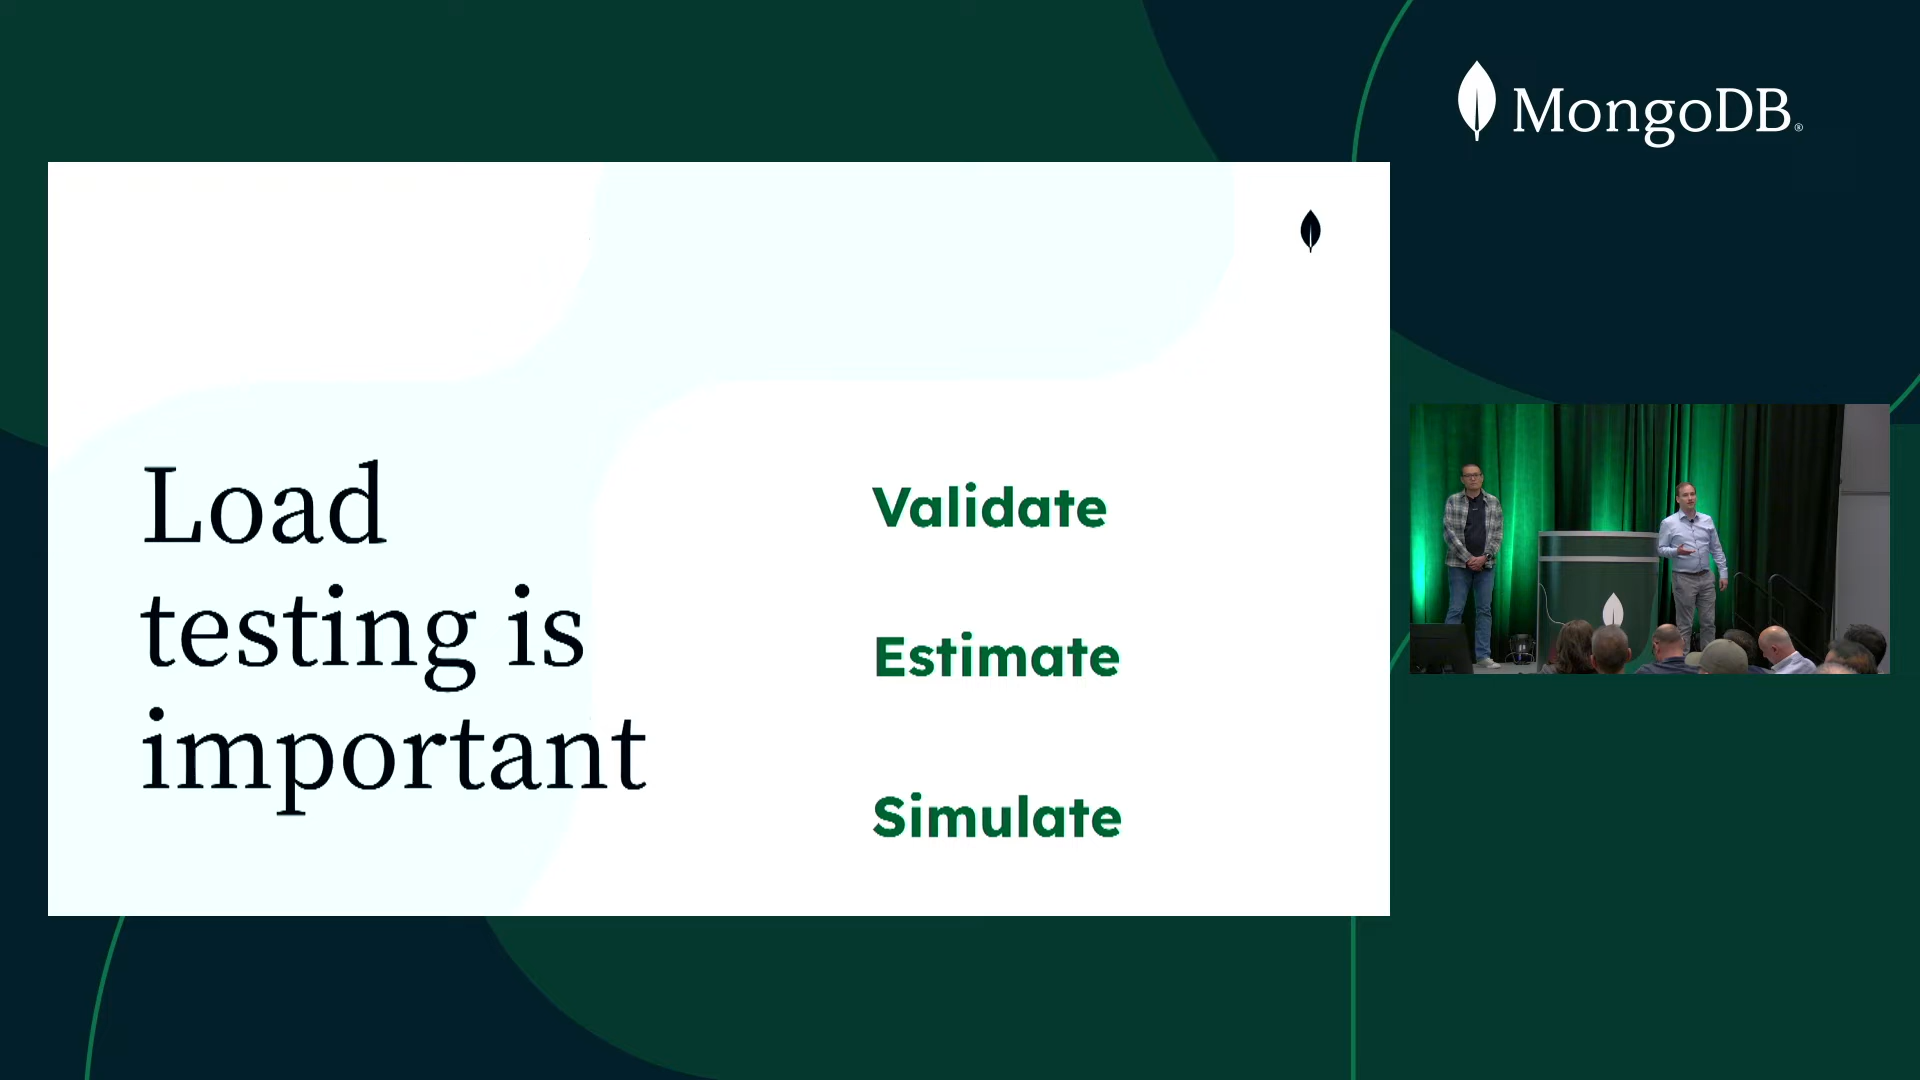 MongoDB®
Load
testing is
important
Validate
Estimate
Simulate